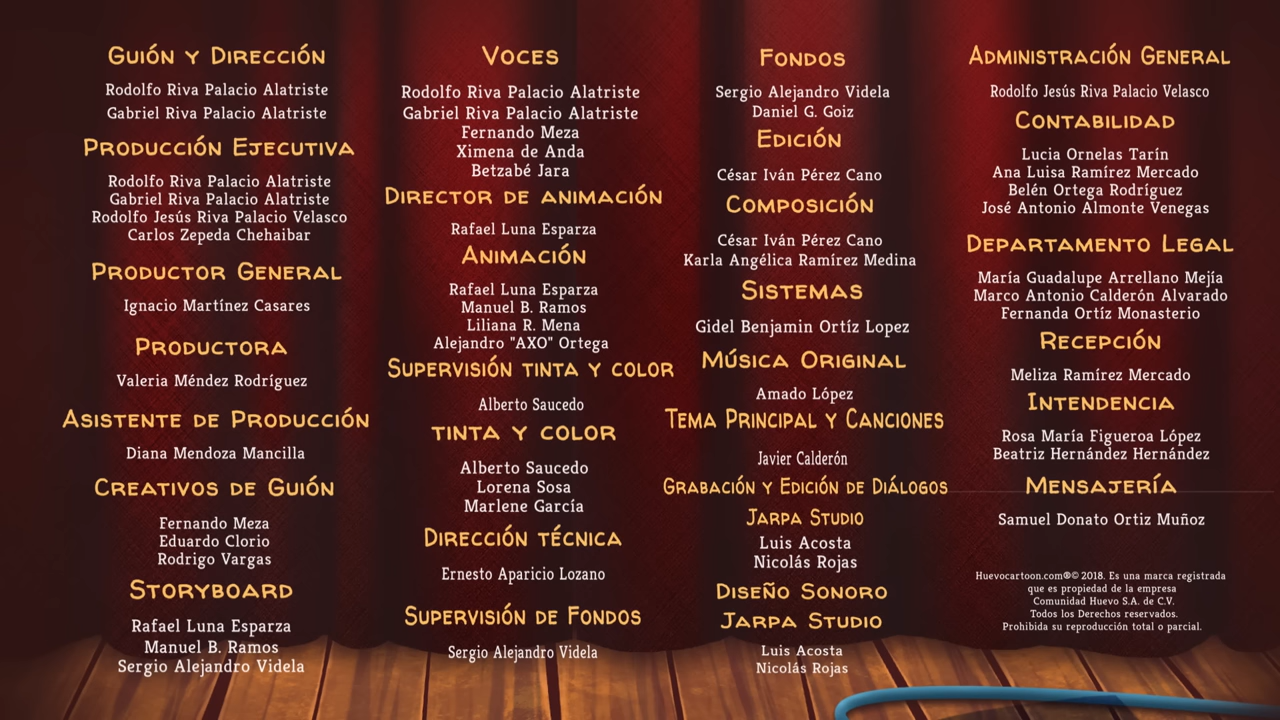 Guión y Dirección
Rodolfo Riva Palacio Alatriste
Gabriel Riva Palacio Alatriste
Producción Ejecutiva
Rodolfo Riva Palacio Alatriste
Gabriel Riva Palacio Alatriste
Rodolfo Jesús Riva Palacio Velasco
Carlos Zepeda Chehaibar
Productor General
Ignacio Martínez Casares
Productora
Valeria Méndez Rodríguez
Asistente de Producción
Diana Mendoza Mancilla
Creativos de Guión
Fernando Meza
Eduardo Clorio
Rodrigo Vargas
Storyboard
Rafael Luna Esparza
Manuel B. Ramos
Sergio Alejandro Videla
Voces
Rodolfo Riva Palacio Alatriste
Gabriel Riva Palacio Alatriste
Fernando Meza
Ximena de Anda
Betzabé Jara
Director de animación
Rafael Luna Esparza
Animación
Rafael Luna Esparza
Manuel B. Ramos
Liliana R. Mena
Alejandro "AXO" Ortega
Supervisión tinta y color
Alberto Saucedo
tinta y color
Alberto Saucedo
Lorena Sosa
Marlene García
Dirección técnica
Ernesto Aparicio Lozano
Supervisión de Fondos
Sergio Alejandro Videla
Fondos
Sergio Alejandro Videla
Daniel G. Goiz
Edición
César Iván Pérez Cano
Composición
César Iván Pérez Cano
Karla Angélica Ramírez Medina
Sistemas
Gidel Benjamin Ortíz Lopez
Música Original
Amado López
Tema Principal y Canciones
Javier Calderón
Grabación y Edición de Diálogos
Jarpa Studio
Luis Acosta
Nicolás Rojas
Diseño Sonoro
Jarpa Studio
Luis Acosta
Nicolás Rojas
Administración General
Rodolfo Jesús Riva Palacio Velasco
Contabilidad
Lucia Ornelas Tarín
Ana Luisa Ramírez Mercado
Belén Ortega Rodríguez
José Antonio Almonte Venegas
Departamento Legal
María Guadalupe Arrellano Mejía
Marco Antonio Calderón Alvarado
Fernanda Ortíz Monasterio
Recepción
Meliza Ramírez Mercado
Intendencia
Rosa María Figueroa López
Beatriz Hernández Hernández
Mensajería
Samuel Donato Ortiz Muñoz
Huevocartoon.com®© 2018. Es una marca registrada
que es propiedad de la empresa
Comunidad Huevo S.A. de C.V.
Todos los Derechos reservados.
Prohibida su reproducción total o parcial.